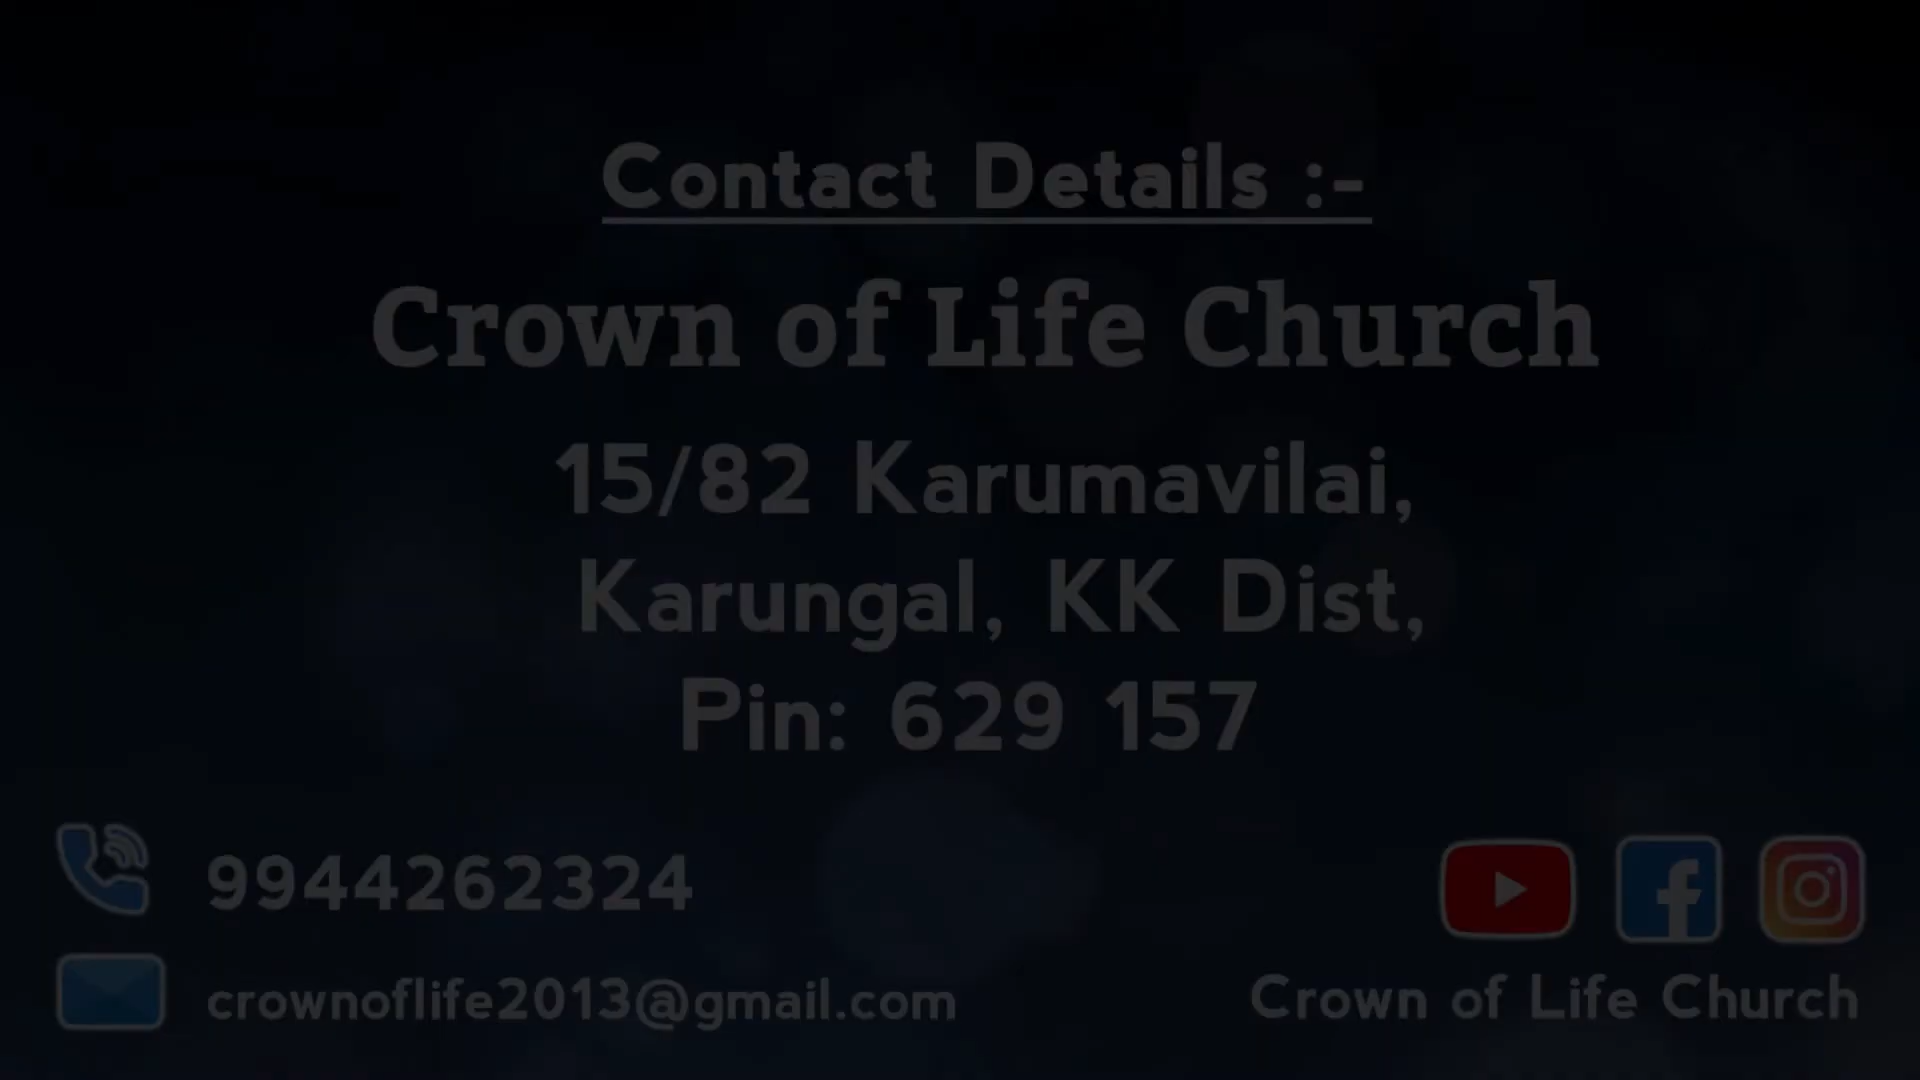 Contact Details :-
Crown of Life Church
15/82 Karumavilai,
Karungal, KK Dist,
Pin: 629 157
9944262324
crownoflife2013@gmail.com
Crown of Life Church